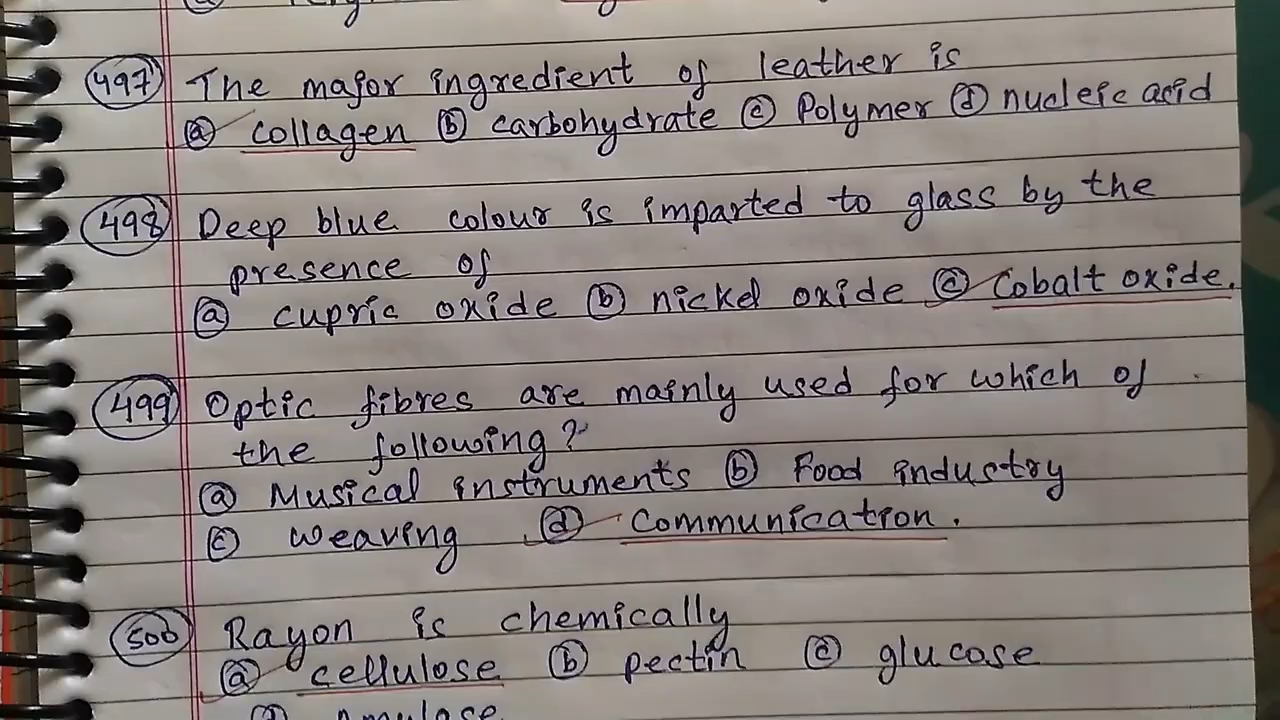 497 The major ingredient of leather is
(a) collagen (b) carbohydrate (c) Polymer (d) nucleic acid
498 Deep blue colour is imparted to glass by the
presence of
(a) cupric oxide (b) nickel oxide (c) Cobalt oxide.
499 Optic fibres are mainly used for which of
the following?
(a) Musical instruments (b) Food industry
(c) weaving (d) Communication.
500 Rayon is chemically
(a) cellulose (b) pectin (c) glucose
(d) Amulose